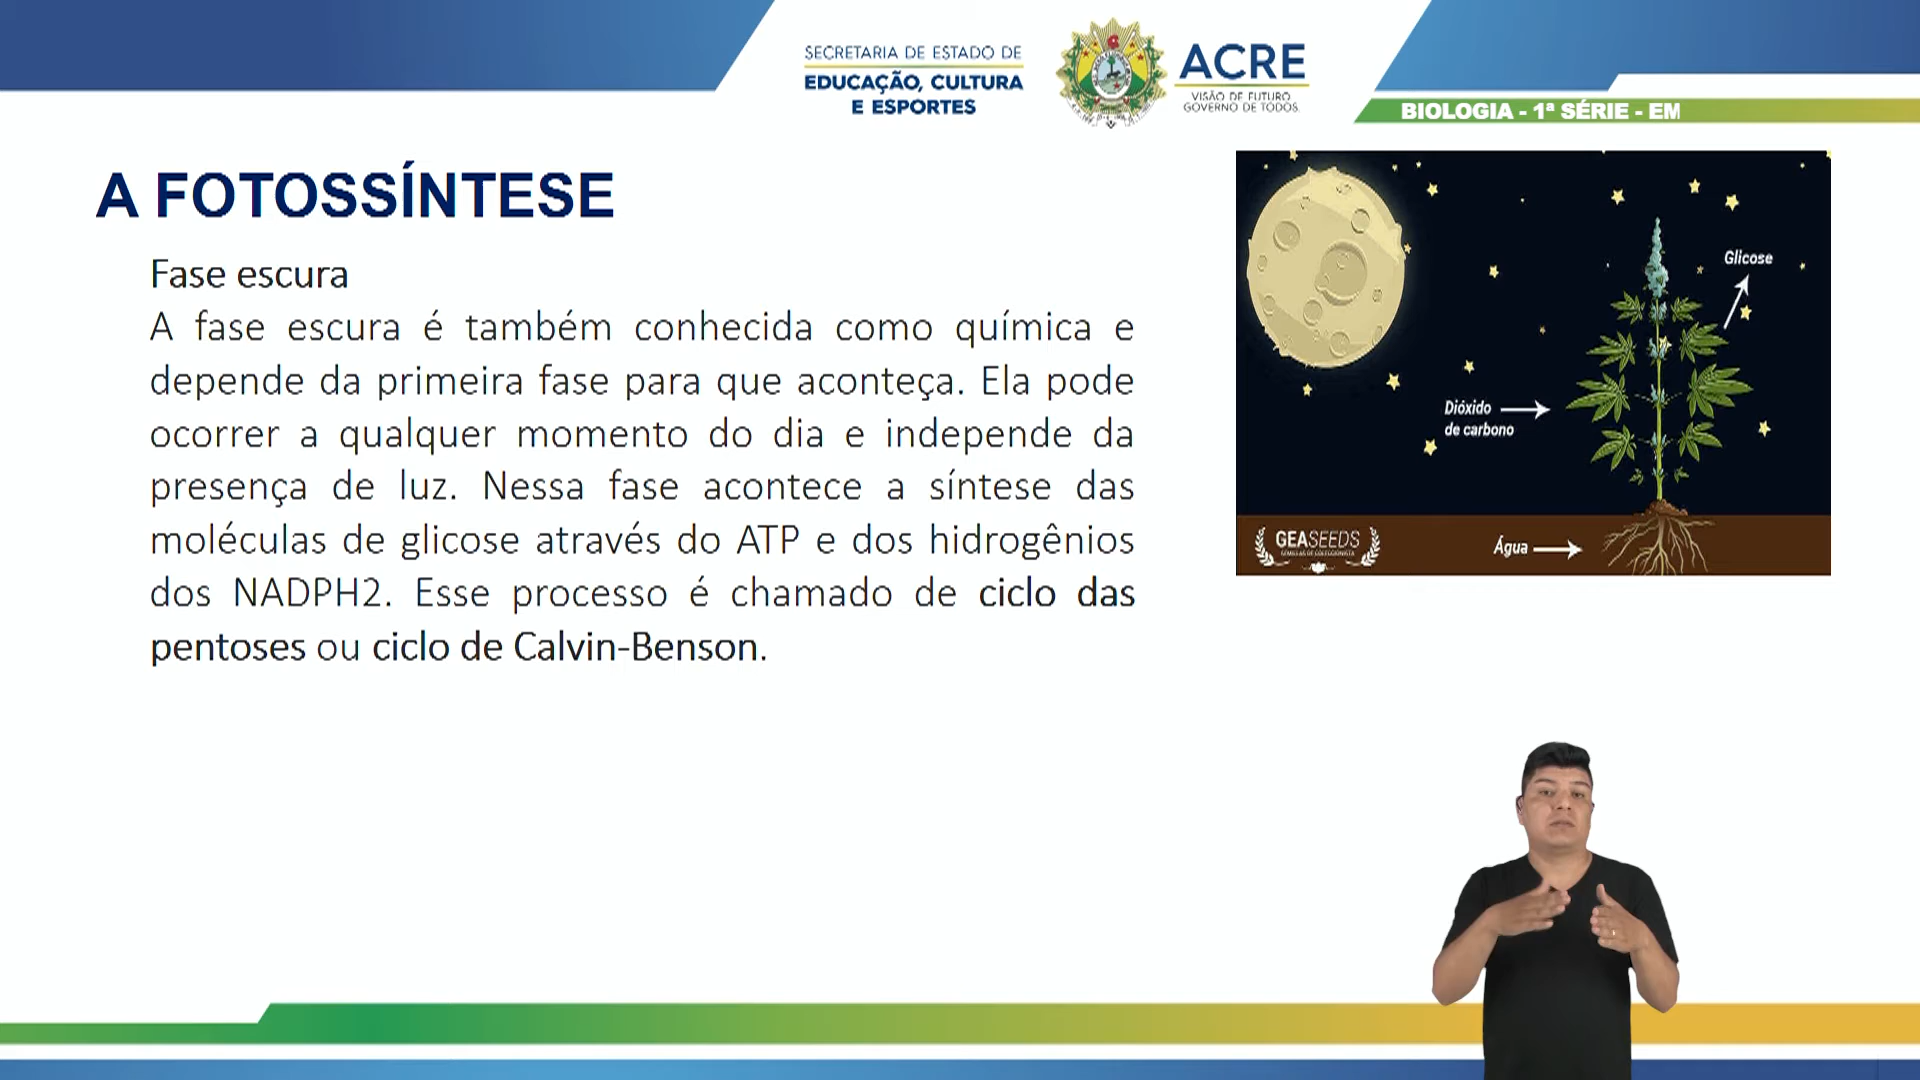 SECRETARIA DE ESTADO DE
EDUCAÇÃO, CULTURA
E ESPORTES
ACRE
VISÃO DE FUTURO
GOVERNO DE TODOS
BIOLOGIA - 1ª SÉRIE - EM
A FOTOSSÍNTESE
Fase escura
A fase escura é também conhecida como química e
depende da primeira fase para que aconteça. Ela pode
ocorrer a qualquer momento do dia e independe da
presença de luz. Nessa fase acontece a síntese das
moléculas de glicose através do ATP e dos hidrogênios
dos NADPH2. Esse processo é chamado de ciclo das
pentoses ou ciclo de Calvin-Benson.
Glicose
Dióxido
de carbono
Água
GEASEEDS